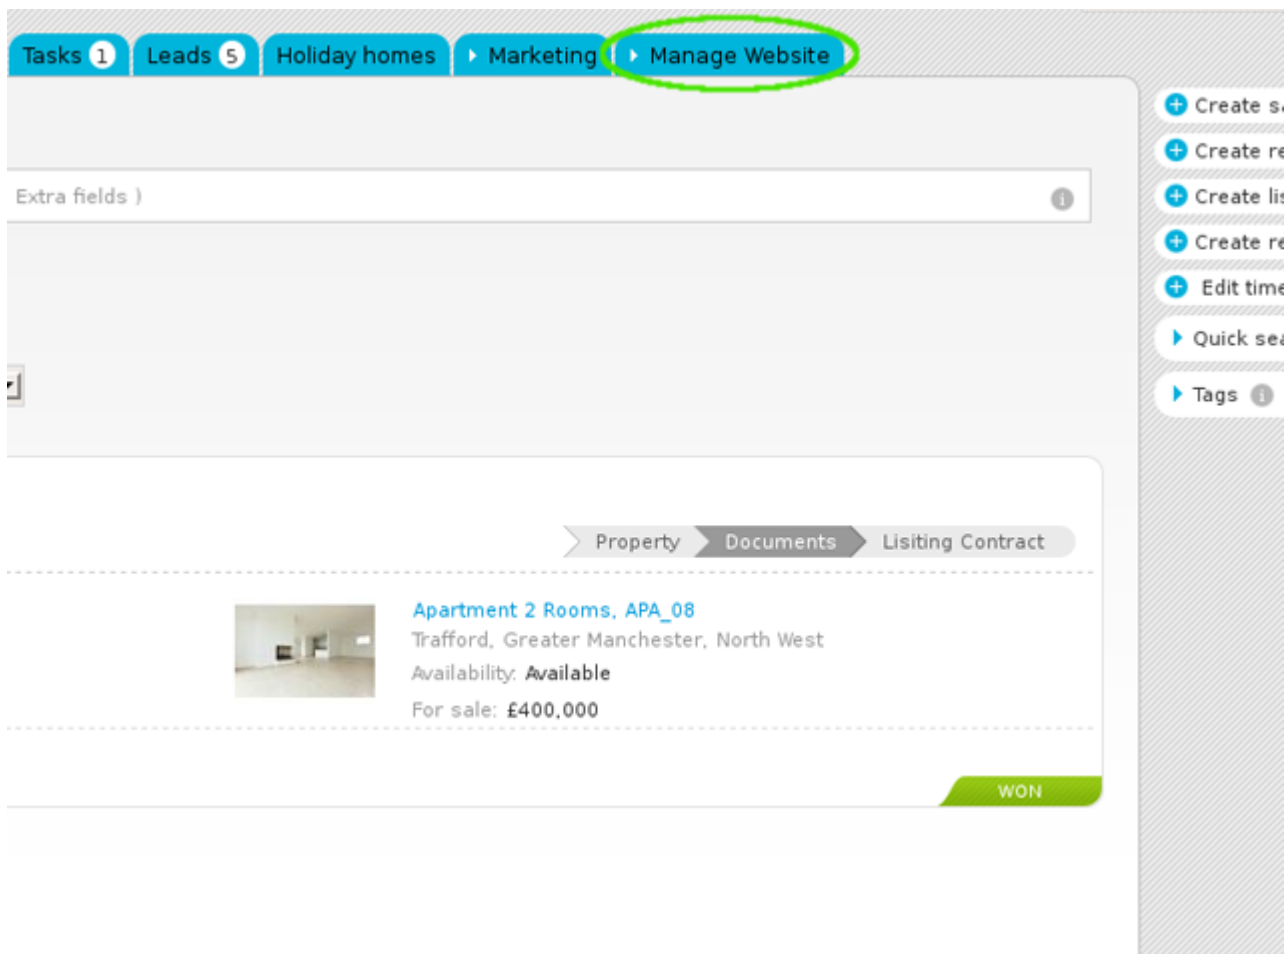 Tasks 1 Leads 5 Holiday homes Marketing Manage Website
Create
Create
Extra fields )
Create
Create
Edit
Quick
Tags
Property Documents Lisiting Contract
Apartment 2 Rooms, APA_08
Trafford, Greater Manchester, North West
Availability: Available
For sale: £400,000
WON